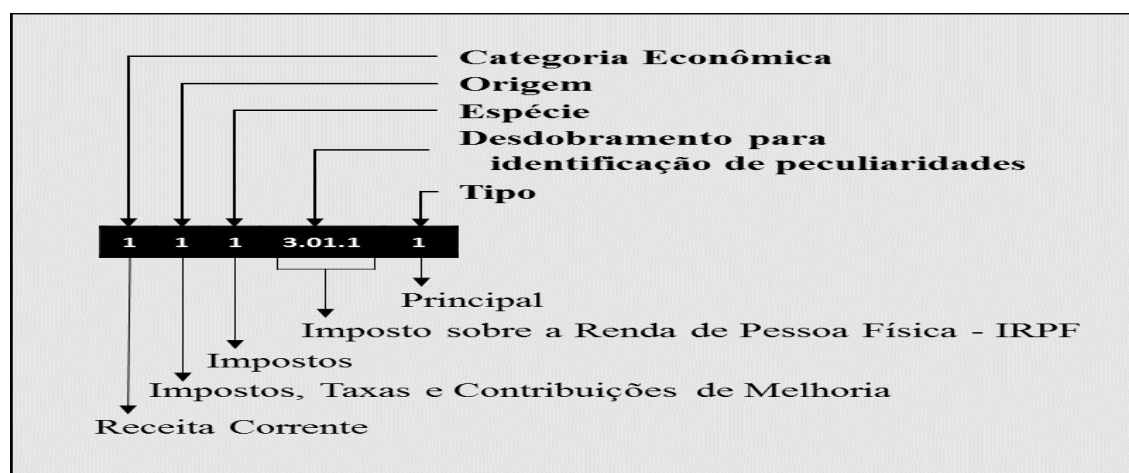 Categoria Econômica
Origem
Espécie
Desdobramento para
identificação de peculiaridades
Tipo
1 1 1 3.01.1 1
Principal
Imposto sobre a Renda de Pessoa Física - IRPF
Impostos
Impostos, Taxas e Contribuições de Melhoria
Receita Corrente